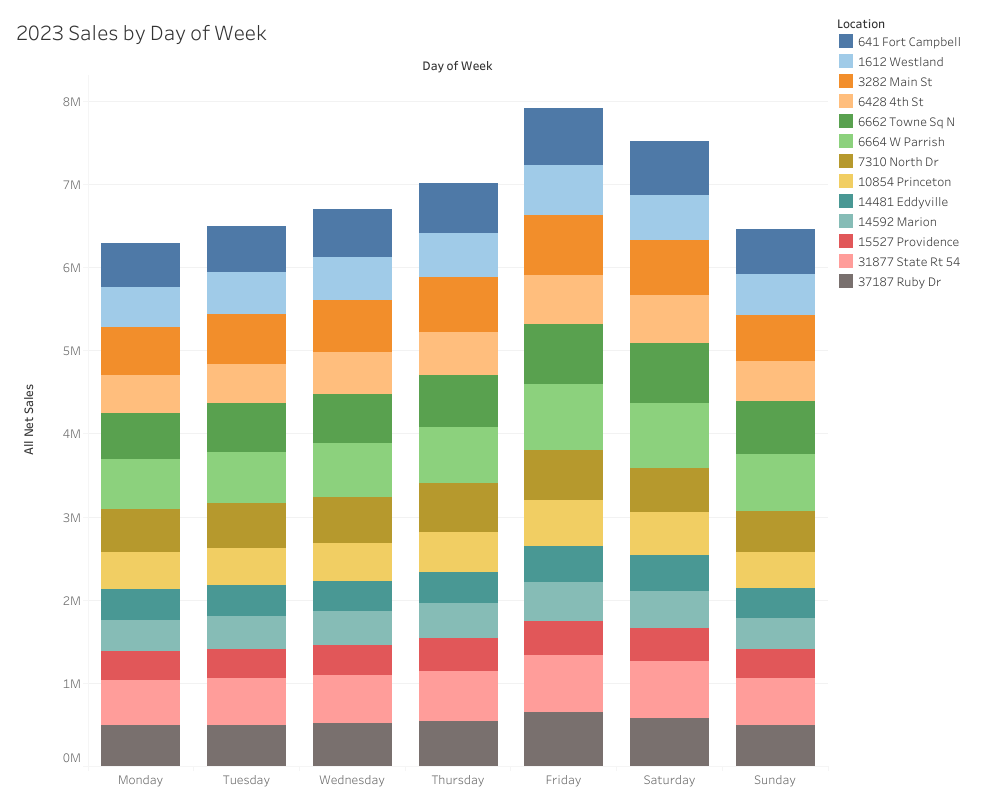 2023 Sales by Day of Week
Day of Week
All Net Sales
8M
7M
6M
5M
4M
3M
2M
1M
0M
Monday Tuesday Wednesday Thursday Friday Saturday Sunday
Location
641 Fort Campbell
1612 Westland
3282 Main St
6428 4th St
6662 Towne Sq N
6664 W Parrish
7310 North Dr
10854 Princeton
14481 Eddyville
14592 Marion
15527 Providence
31877 State Rt 54
37187 Ruby Dr